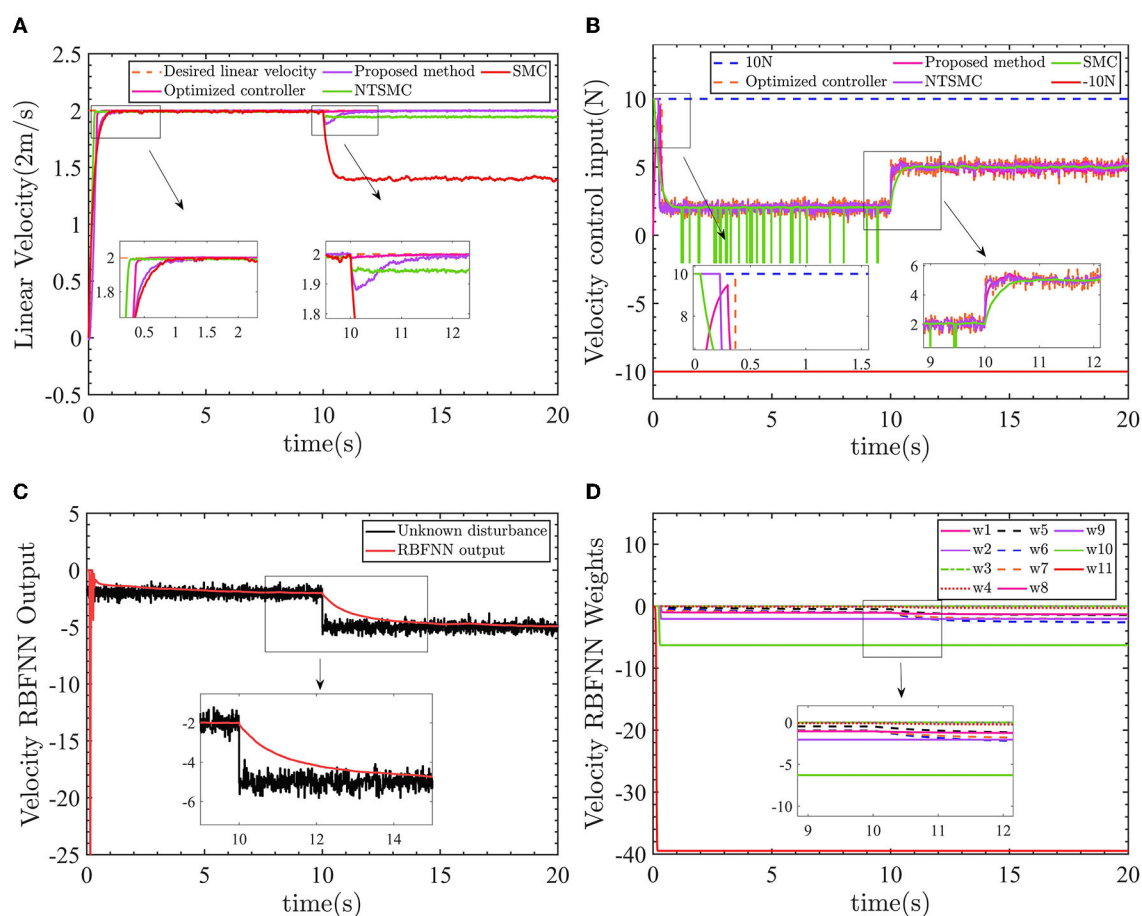 A
Linear Velocity(2m/s)
2.5
2
1.5
1
0.5
0
-0.5
Desired linear velocity
Proposed method
SMC
Optimized controller
NTSMC
2
1.8
0.5
1
1.5
2
2
1.9
1.8
10
11
12
0
5
10
15
20
time(s)
B
Velocity control input(N)
15
10
5
0
-5
-10
-15
10N
Proposed method
SMC
Optimized controller
NTSMC
-10N
10
8
0
0.5
1
1.5
6
4
2
9
10
11
12
0
5
10
15
20
time(s)
C
Velocity RBFNN Output
5
0
-5
-10
-15
-20
-25
Unknown disturbance
RBFNN output
-2
-4
-6
10
12
14
0
5
10
15
20
time(s)
D
Velocity RBFNN Weights
10
0
-10
-20
-30
-40
w1
w5
w9
w2
w6
w10
w3
w7
w11
w4
w8
0
-5
-10
9
10
11
12
0
5
10
15
20
time(s)